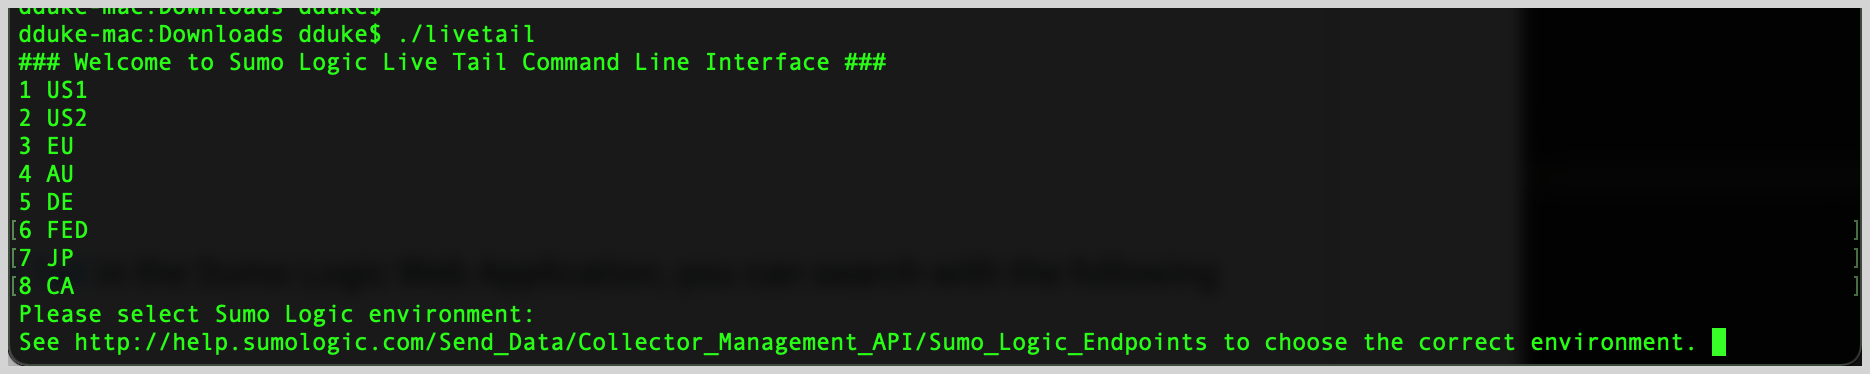 dduke-mac:Downloads dduke$
dduke-mac:Downloads dduke$ ./livetail
### Welcome to Sumo Logic Live Tail Command Line Interface ###
1 US1
2 US2
3 EU
4 AU
5 DE
[6 FED ]
[7 JP ]
[8 CA ]
Please select Sumo Logic environment:
See http://help.sumologic.com/Send_Data/Collector_Management_API/Sumo_Logic_Endpoints to choose the correct environment.